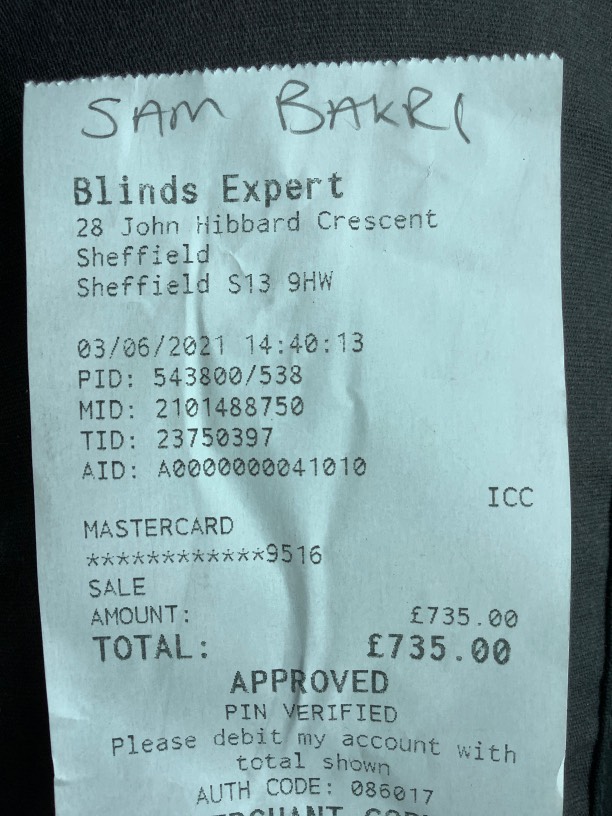 SAM BAKRI
Blinds Expert
28 John Hibbard Crescent
Sheffield
Sheffield S13 9HW
03/06/2021 14:40:13
PID: 543800/538
MID: 2101488750
TID: 23750397
AID: A0000000041010
ICC
MASTERCARD
************9516
SALE
AMOUNT: £735.00
TOTAL: £735.00
APPROVED
PIN VERIFIED
Please debit my account with
total shown
AUTH CODE: 086017
MERCHANT COPY